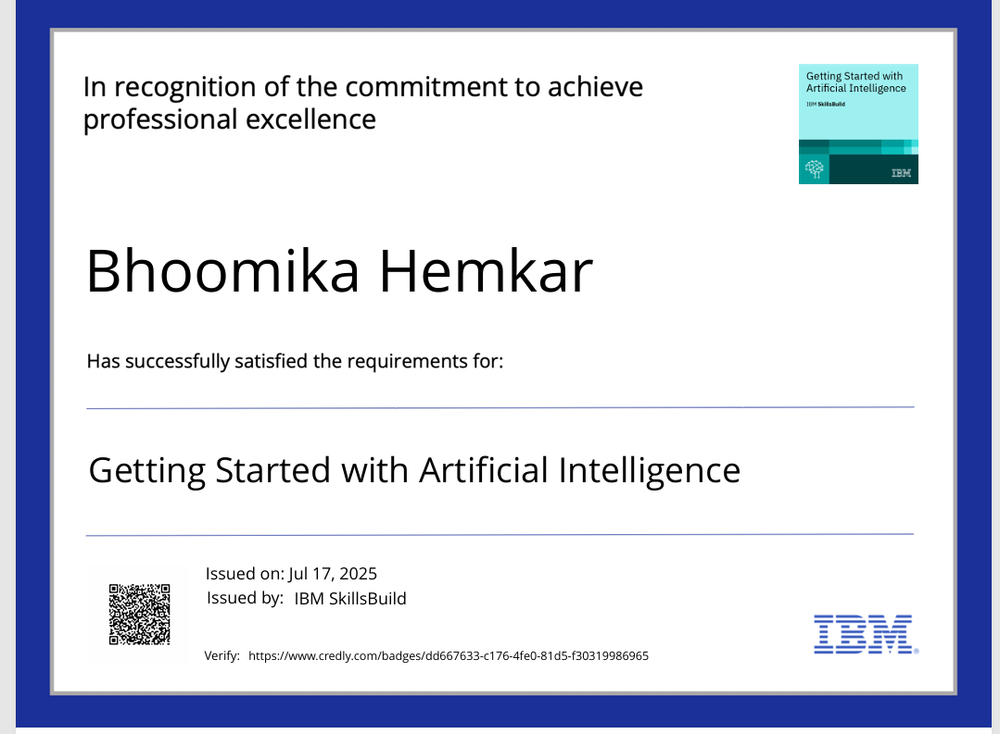 In recognition of the commitment to achieve
professional excellence
Getting Started with
Artificial Intelligence
IBM SkillsBuild
IBM
Bhoomika Hemkar
Has successfully satisfied the requirements for:
Getting Started with Artificial Intelligence
Issued on: Jul 17, 2025
Issued by: IBM SkillsBuild
Verify: https://www.credly.com/badges/dd667633-c176-4fe0-81d5-f30319986965
IBM®